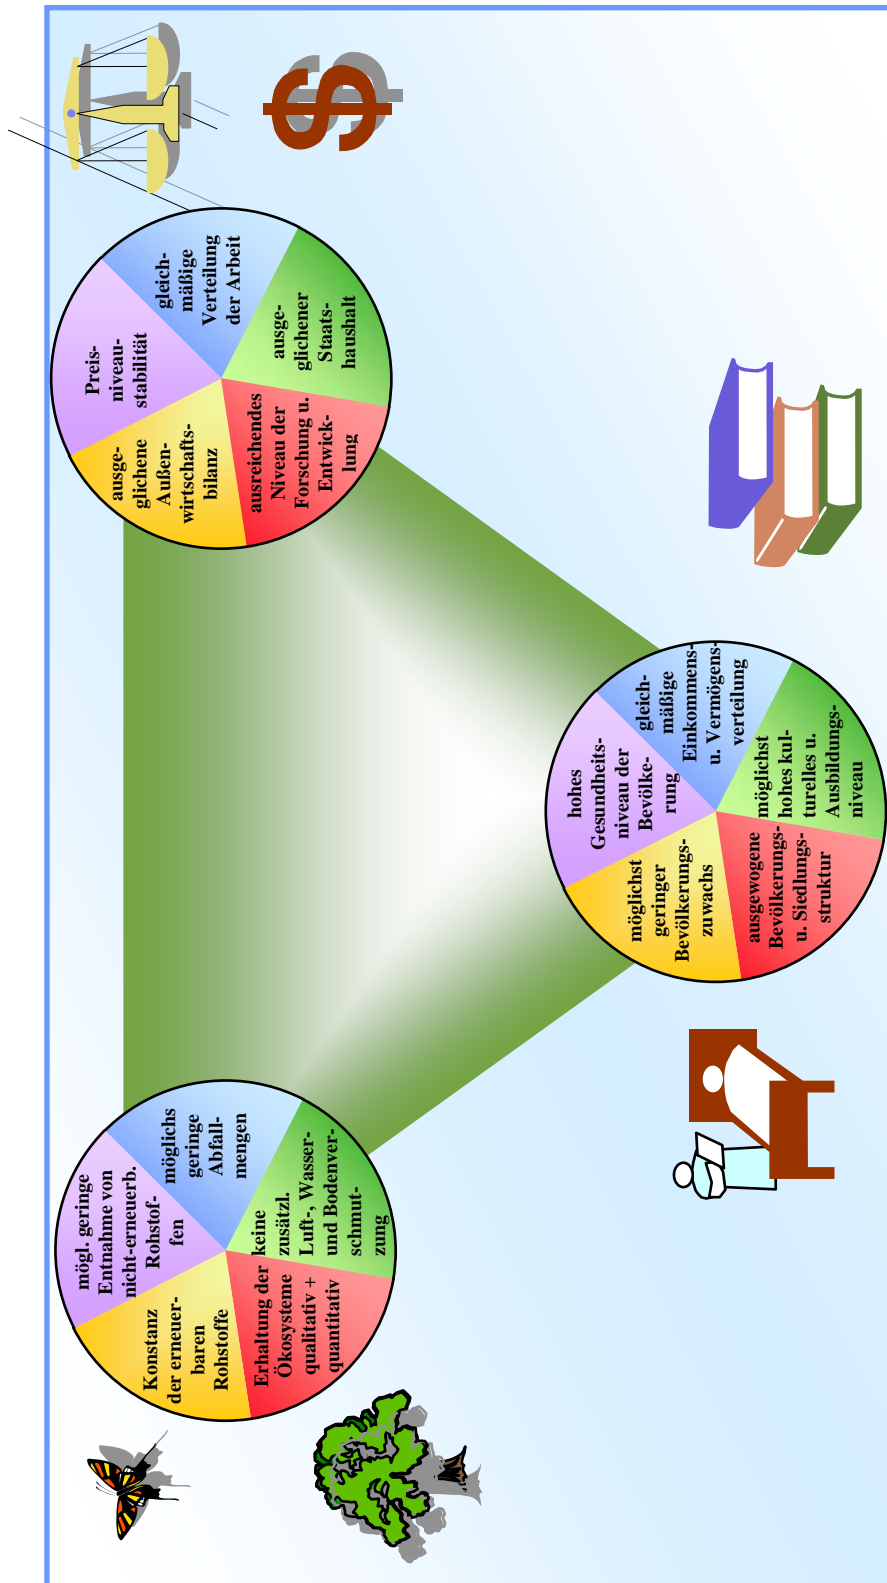 mögl. geringe
Entnahme von
nicht-erneuerb.
Rohstof-
fen
möglichs
geringe
Abfall-
mengen
keine
zusätzl.
Luft-, Wasser-
und Bodenver-
schmut-
zung
Erhaltung der
Ökosysteme
qualitativ +
quantitativ
Konstanz
der erneuer-
baren
Rohstoffe
Preis-
niveau-
stabilität
gleich-
mäßige
Verteilung
der Arbeit
ausge-
glichener
Staats-
haushalt
ausreichendes
Niveau der
Forschung u.
Entwick-
lung
ausge-
glichene
Außen-
wirtschafts-
bilanz
hohes
Gesundheits-
niveau der
Bevölke-
rung
gleich-
mäßige
Einkommens-
u. Vermögens-
verteilung
möglichst
hohes kul-
turelles u.
Ausbildungs-
niveau
ausgewogene
Bevölkerungs-
u. Siedlungs-
struktur
möglichst
geringer
Bevölkerungs-
zuwachs